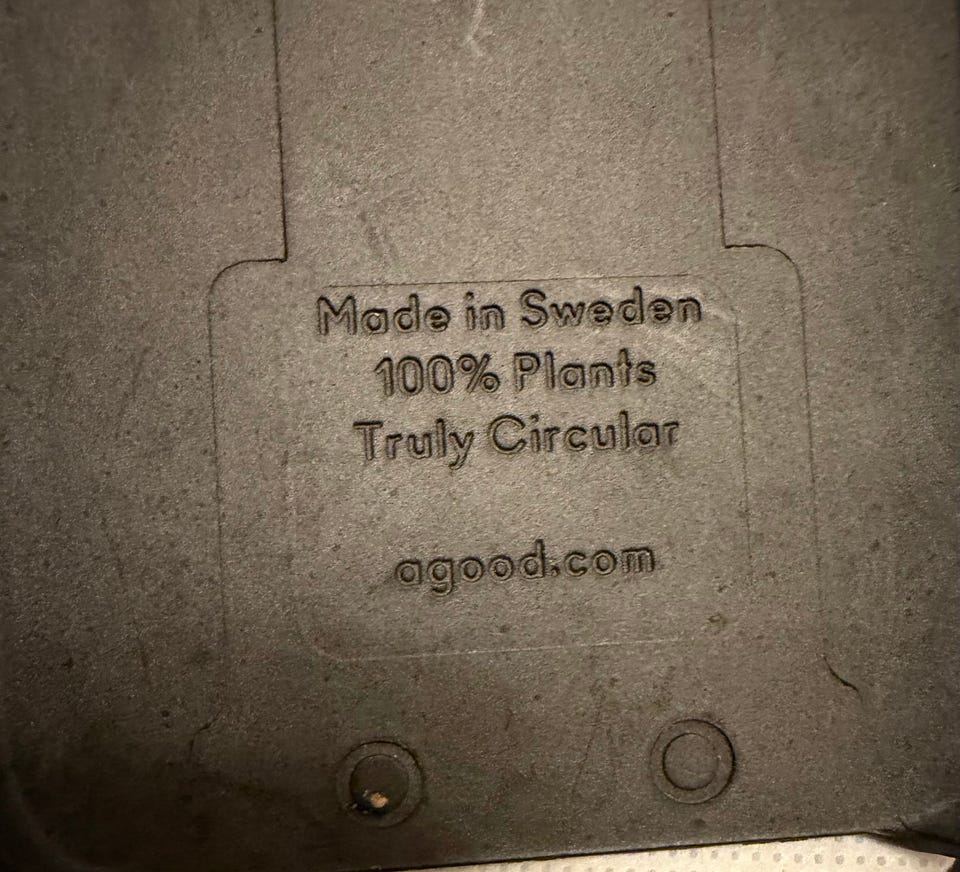 Made in Sweden
100% Plants
Truly Circular
agood.com